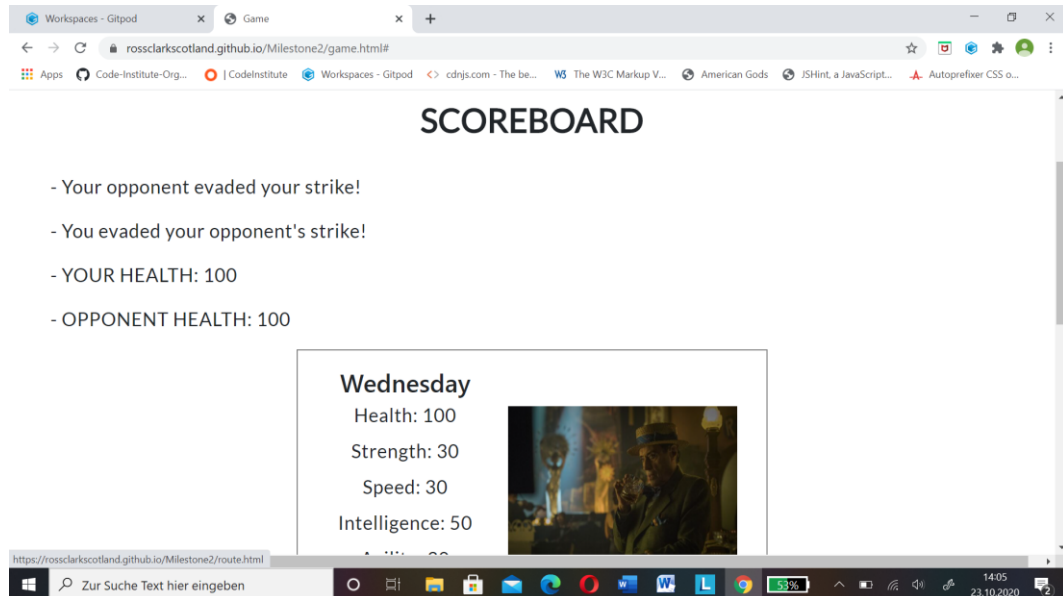 Workspaces - Gitpod
Game
rossclarkscotland.github.io/Milestone2/game.html#
Apps Code-Institute-Org... | CodeInstitute Workspaces - Gitpod cdnjs.com - The be... The W3C Markup V... American Gods JSHint, a JavaScript... Autoprefixer CSS o...
SCOREBOARD
- Your opponent evaded your strike!
- You evaded your opponent's strike!
- YOUR HEALTH: 100
- OPPONENT HEALTH: 100
Wednesday
Health: 100
Strength: 30
Speed: 30
Intelligence: 50
https://rossclarkscotland.github.io/Milestone2/route.html
Zur Suche Text hier eingeben
53%
14:05
23.10.2020